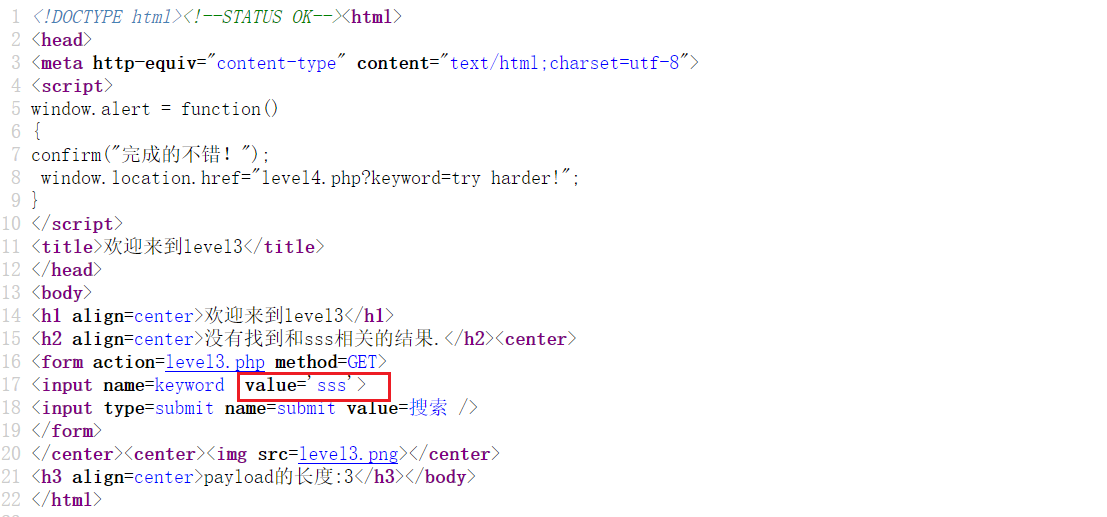 1 <!DOCTYPE html><!--STATUS OK--><html>
2 <head>
3 <meta http-equiv="content-type" content="text/html;charset=utf-8">
4 <script>
5 window.alert = function()
6 {
7 confirm("完成的不错！");
8  window.location.href="level4.php?keyword=try harder!";
9 }
10 </script>
11 <title>欢迎来到level3</title>
12 </head>
13 <body>
14 <h1 align=center>欢迎来到level3</h1>
15 <h2 align=center>没有找到和sss相关的结果.</h2><center>
16 <form action=level3.php method=GET>
17 <input name=keyword  value='sss'>
18 <input type=submit name=submit value=搜索 />
19 </form>
20 </center><center><img src=level3.png></center>
21 <h3 align=center>payload的长度:3</h3></body>
22 </html>